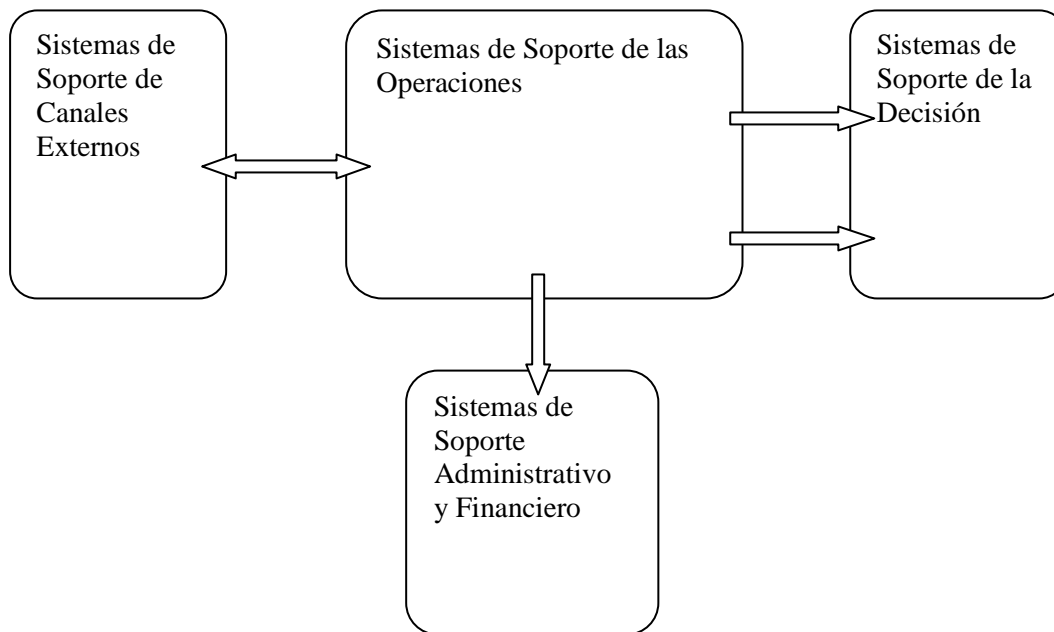 Sistemas de
Soporte de
Canales
Externos
Sistemas de Soporte de las
Operaciones
Sistemas de
Soporte de la
Decisión
Sistemas de
Soporte
Administrativo
y Financiero